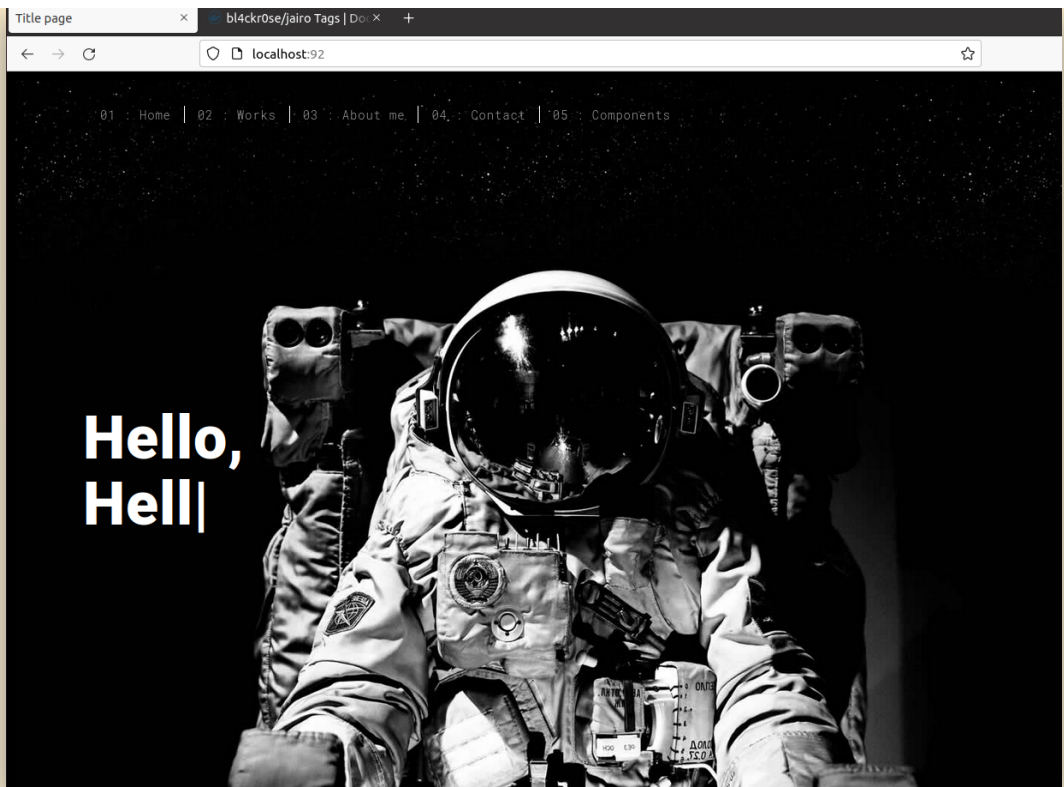 Title page
bl4ckr0se/jairo Tags | Do
localhost:92
01 : Home 02 : Works 03 : About me 04 : Contact 05 : Components
Hello,
Hell|